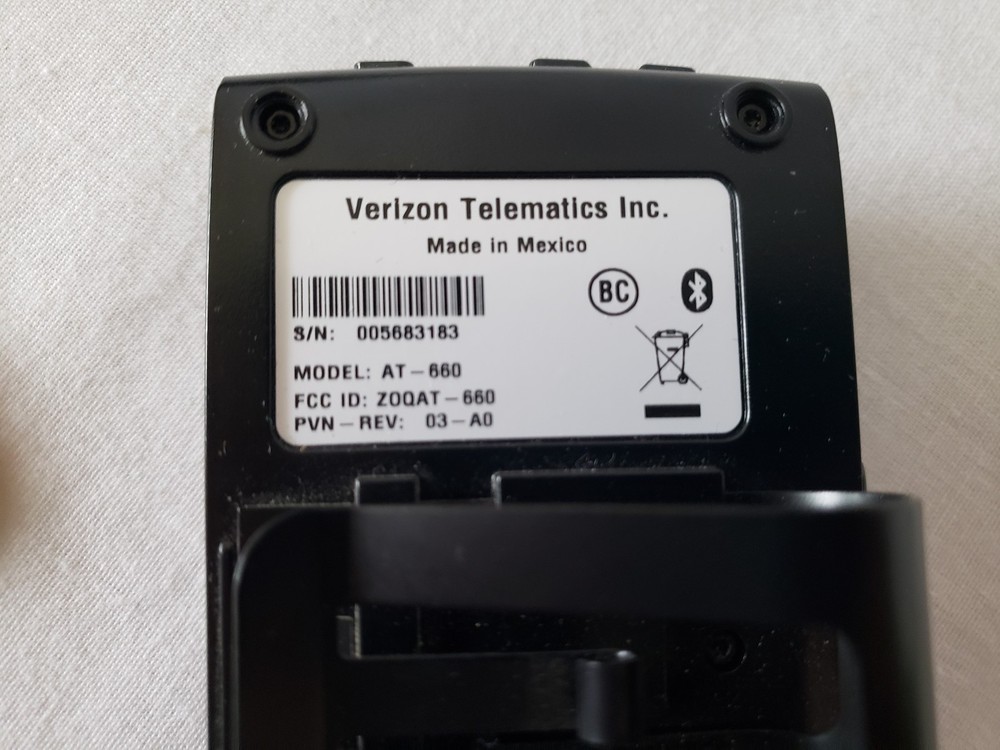 Verizon Telematics Inc.
Made in Mexico
BC
S/N: 005683183
MODEL: AT-660
FCC ID: ZOQAT-660
PVN-REV: 03-A0